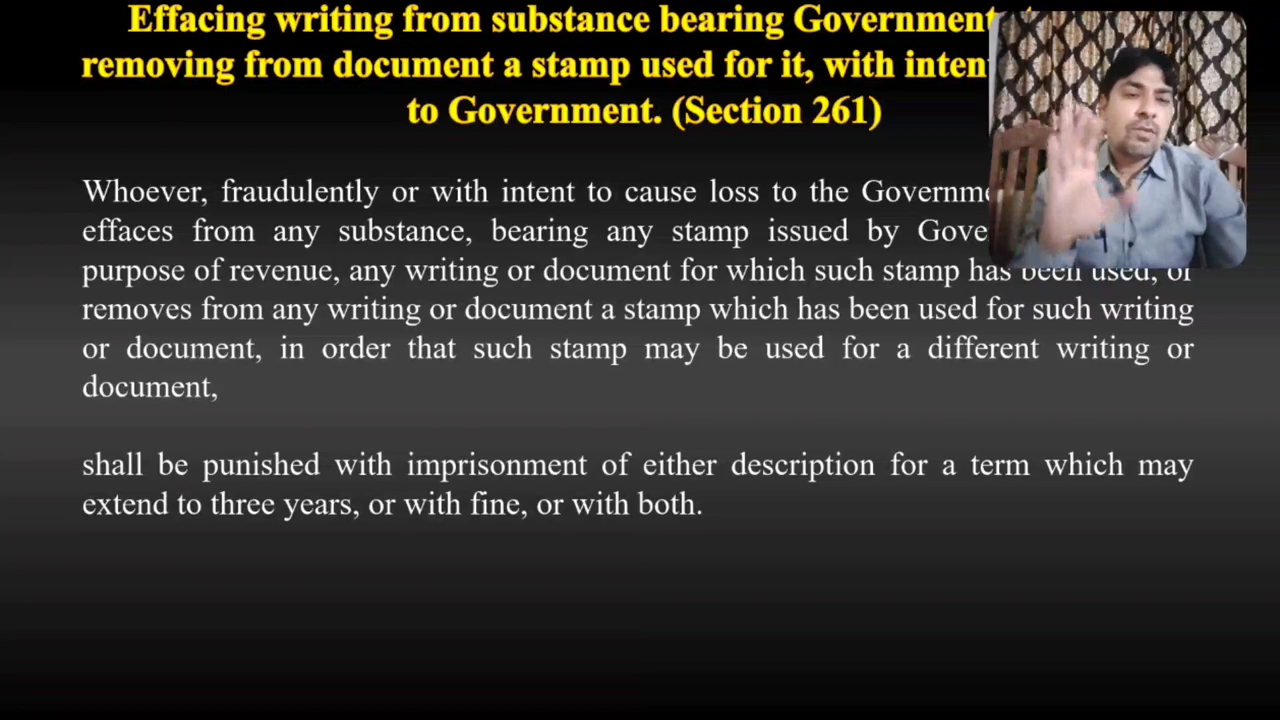 Effacing writing from substance bearing Government
removing from document a stamp used for it, with
to Government. (Section 261)
Whoever, fraudulently or with intent to cause loss to the
effaces from any substance, bearing any stamp issued by
purpose of revenue, any writing or document for which such stamp has been used, or
removes from any writing or document a stamp which has been used for such writing
or document, in order that such stamp may be used for a different writing or
document,
shall be punished with imprisonment of either description for a term which may
extend to three years, or with fine, or with both.